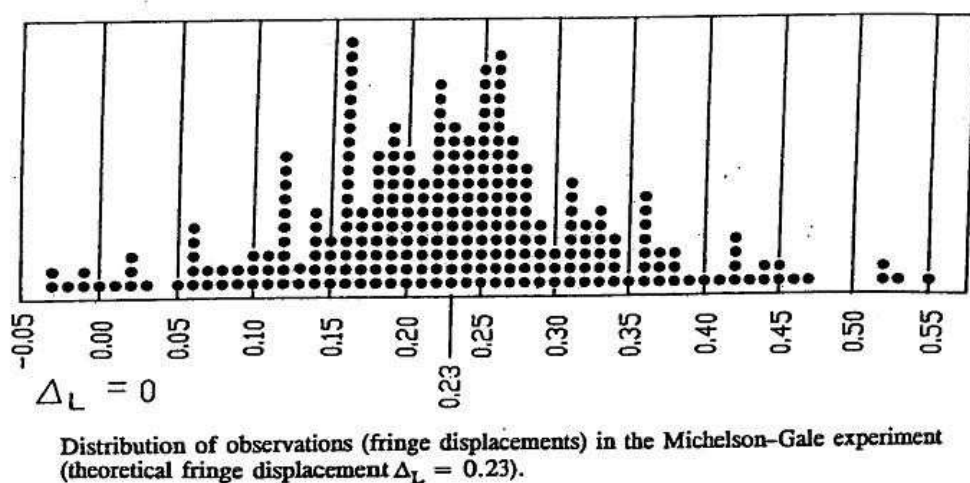 -0.05 0.00 0.05 0.10 0.15 0.20 0.23 0.25 0.30 0.35 0.40 0.45 0.50 0.55
Δ_L = 0
Distribution of observations (fringe displacements) in the Michelson–Gale experiment
(theoretical fringe displacement Δ_L = 0.23).